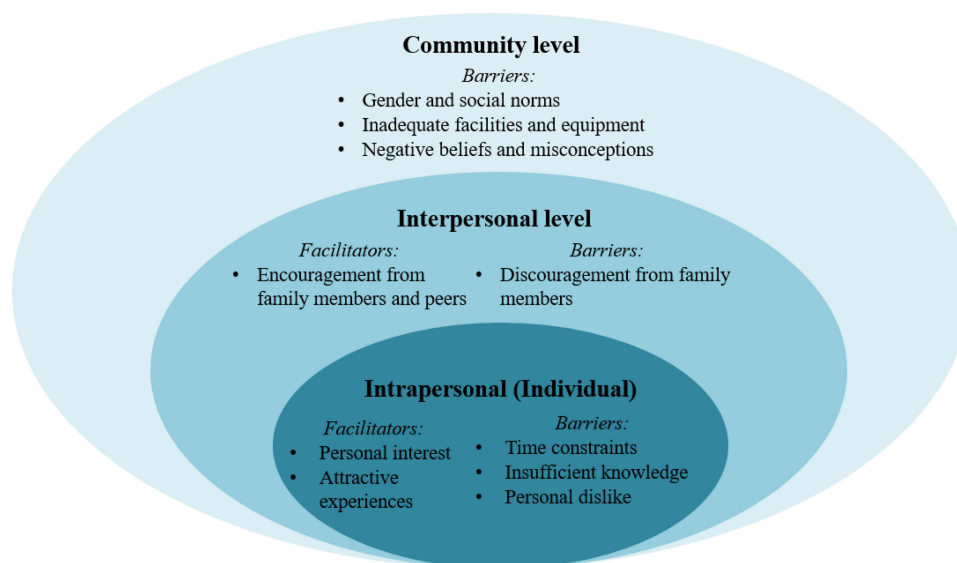 Community level
Barriers:
• Gender and social norms
• Inadequate facilities and equipment
• Negative beliefs and misconceptions
Interpersonal level
Facilitators:
• Encouragement from
family members and peers
Barriers:
• Discouragement from family
members
Intrapersonal (Individual)
Facilitators:
• Personal interest
• Attractive
experiences
Barriers:
• Time constraints
• Insufficient knowledge
• Personal dislike